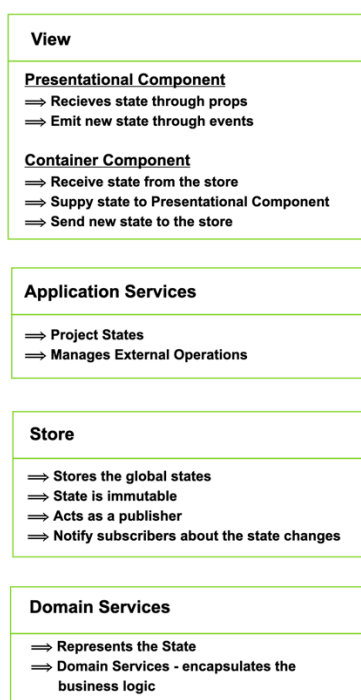 View
Presentational Component
⟹ Recieves state through props
⟹ Emit new state through events
Container Component
⟹ Receive state from the store
⟹ Suppy state to Presentational Component
⟹ Send new state to the store
Application Services
⟹ Project States
⟹ Manages External Operations
Store
⟹ Stores the global states
⟹ State is immutable
⟹ Acts as a publisher
⟹ Notify subscribers about the state changes
Domain Services
⟹ Represents the State
⟹ Domain Services - encapsulates the
business logic